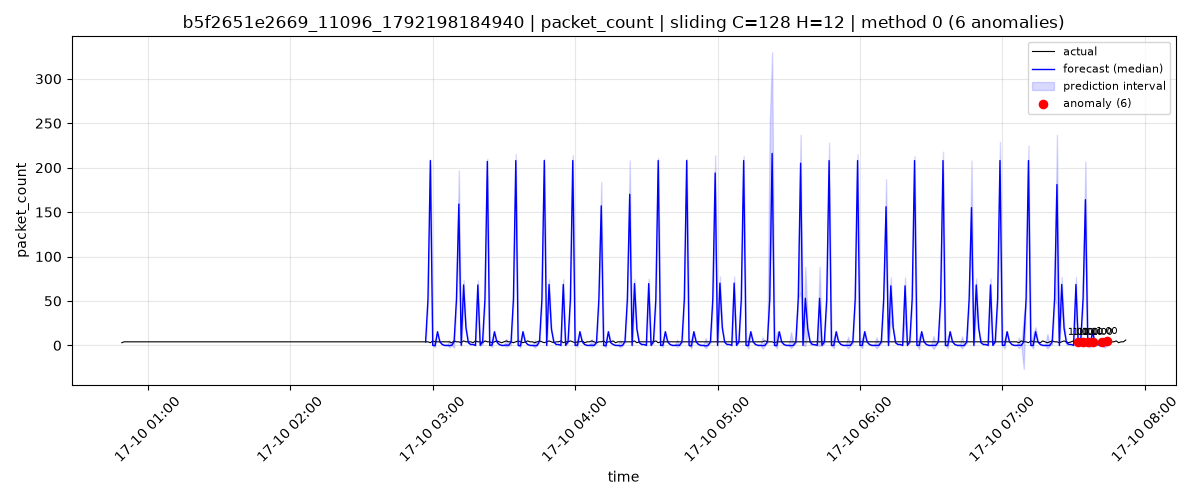 b5f2651e2669_11096_1792198184940 | packet_count | sliding C=128 H=12 | method 0 (6 anomalies)
actual
forecast (median)
prediction interval
anomaly (6)
packet_count
300
250
200
150
100
50
0
17-10 01:00
17-10 02:00
17-10 03:00
17-10 04:00
17-10 05:00
17-10 06:00
17-10 07:00
17-10 08:00
time